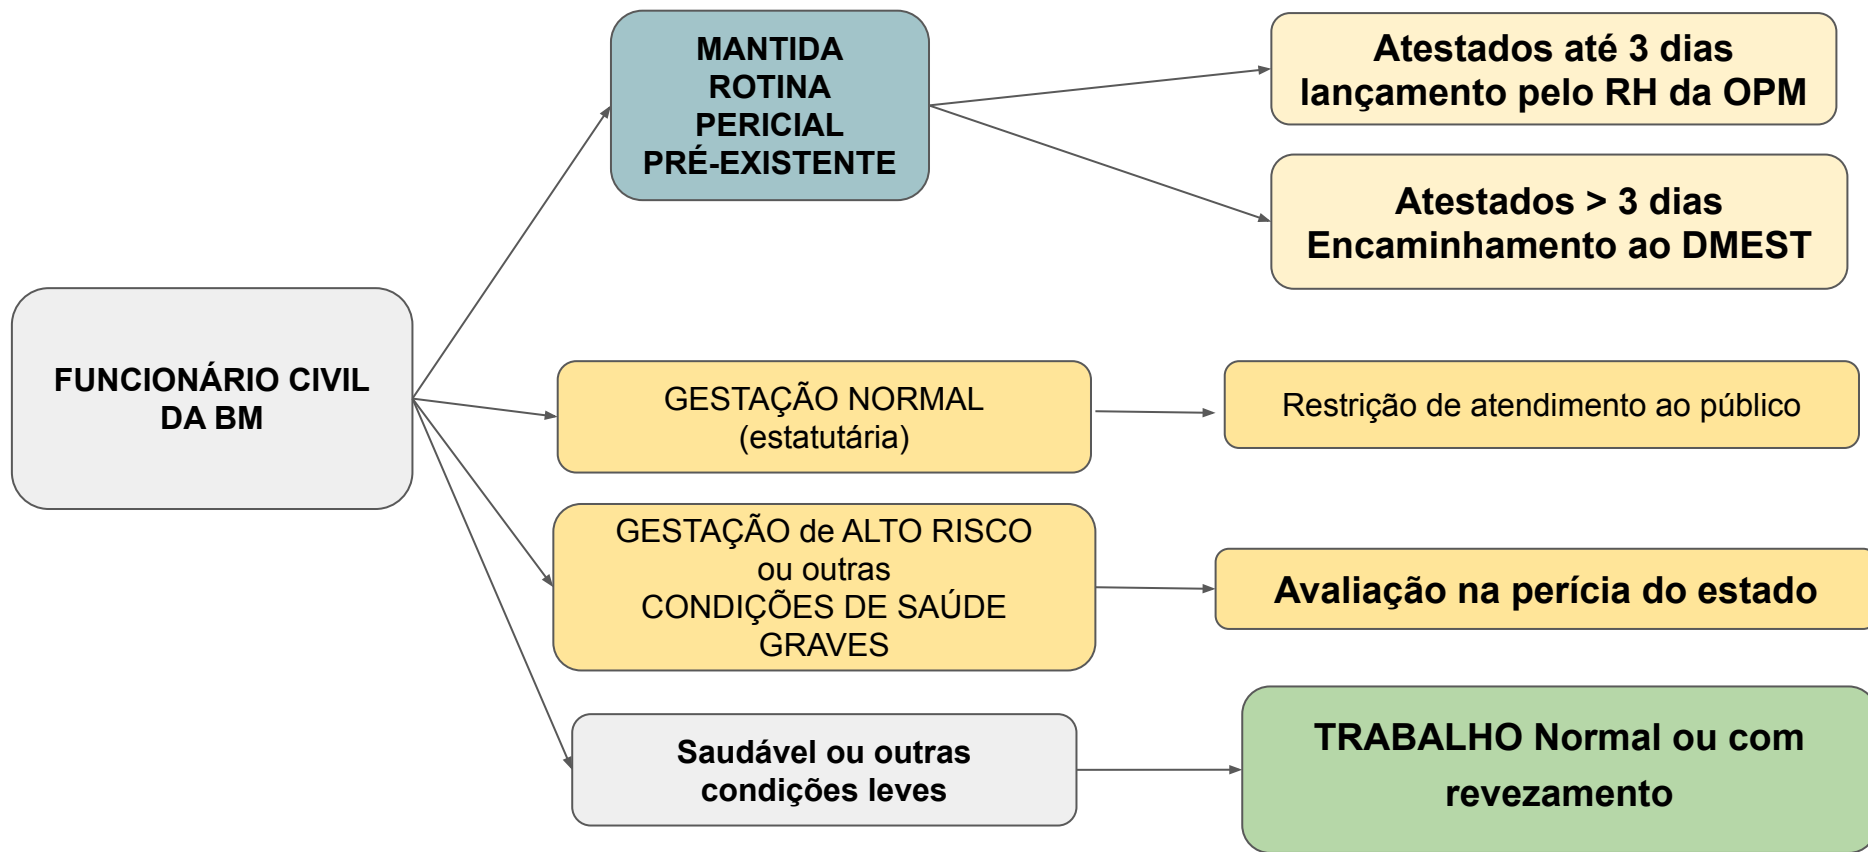 MANTIDA
ROTINA
PERICIAL
PRÉ-EXISTENTE
Atestados até 3 dias
lançamento pelo RH da OPM
Atestados > 3 dias
Encaminhamento ao DMEST
FUNCIONÁRIO CIVIL
DA BM
GESTAÇÃO NORMAL
(estatutária)
Restrição de atendimento ao público
GESTAÇÃO de ALTO RISCO
ou outras
CONDIÇÕES DE SAÚDE
GRAVES
Avaliação na perícia do estado
Saudável ou outras
condições leves
TRABALHO Normal ou com
revezamento